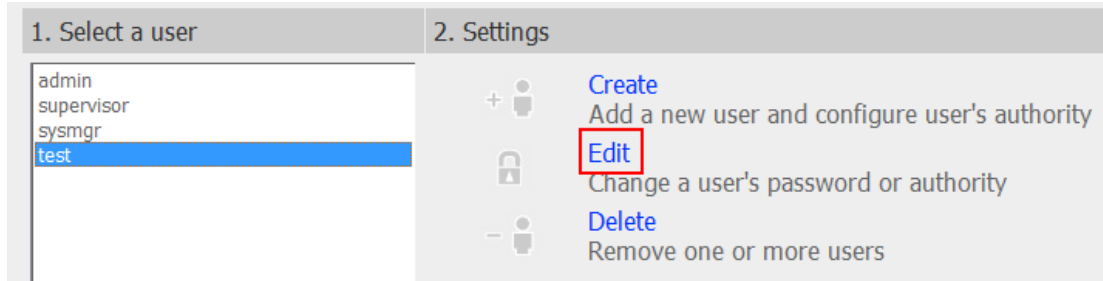 1. Select a user
2. Settings
admin
supervisor
sysmgr
test
Create
Add a new user and configure user's authority
Edit
Change a user's password or authority
Delete
Remove one or more users